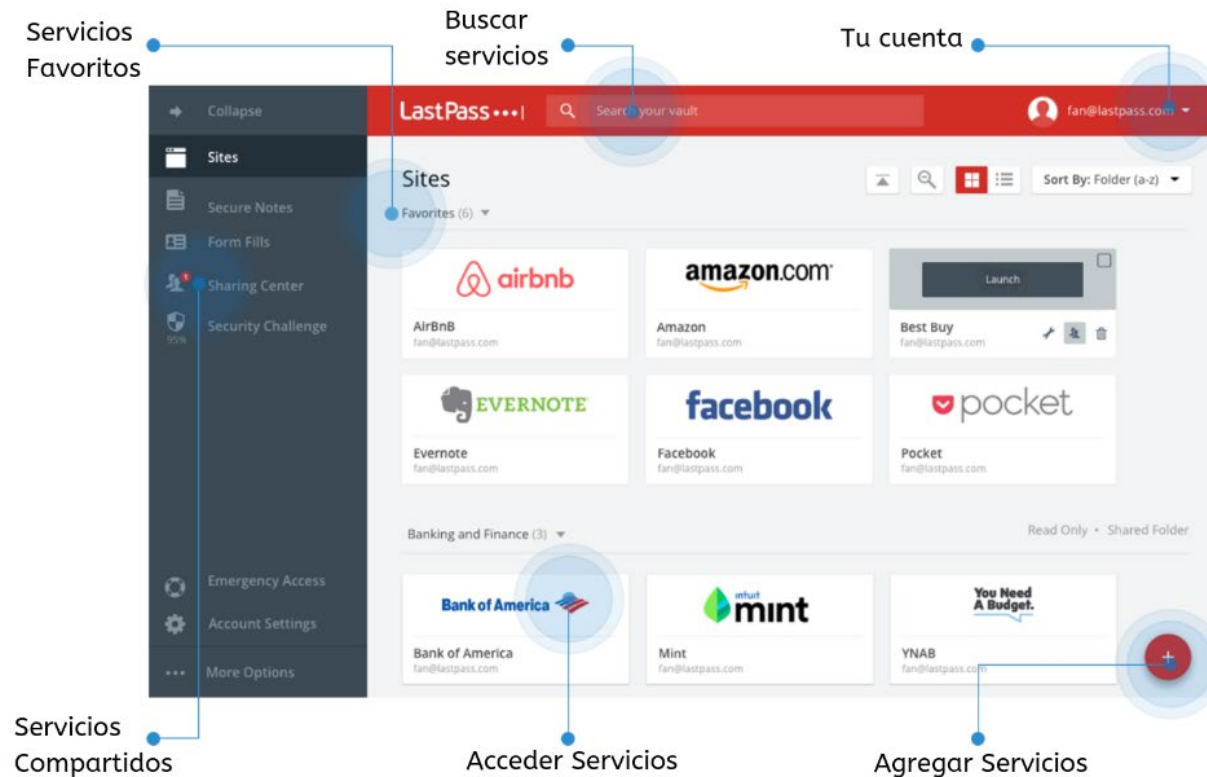 Servicios
Favoritos
Buscar
servicios
Tu cuenta
Collapse
LastPass •••|
Search your vault
fan@lastpass.com
Sites
Secure Notes
Form Fills
1
Sharing Center
95%
Security Challenge
Emergency Access
Account Settings
More Options
Sites
Sort By: Folder (a-z)
Favorites (6)
airbnb
amazon.com
Launch
AirBnB
Amazon
Best Buy
fan@lastpass.com
fan@lastpass.com
fan@lastpass.com
EVERNOTE
facebook
pocket
Evernote
Facebook
Pocket
fan@lastpass.com
fan@lastpass.com
fan@lastpass.com
Banking and Finance (3)
Read Only • Shared Folder
Bank of America
intuit
mint
You Need
A Budget.
Bank of America
Mint
YNAB
fan@lastpass.com
fan@lastpass.com
fan@lastpass.com
+
Servicios
Compartidos
Acceder Servicios
Agregar Servicios